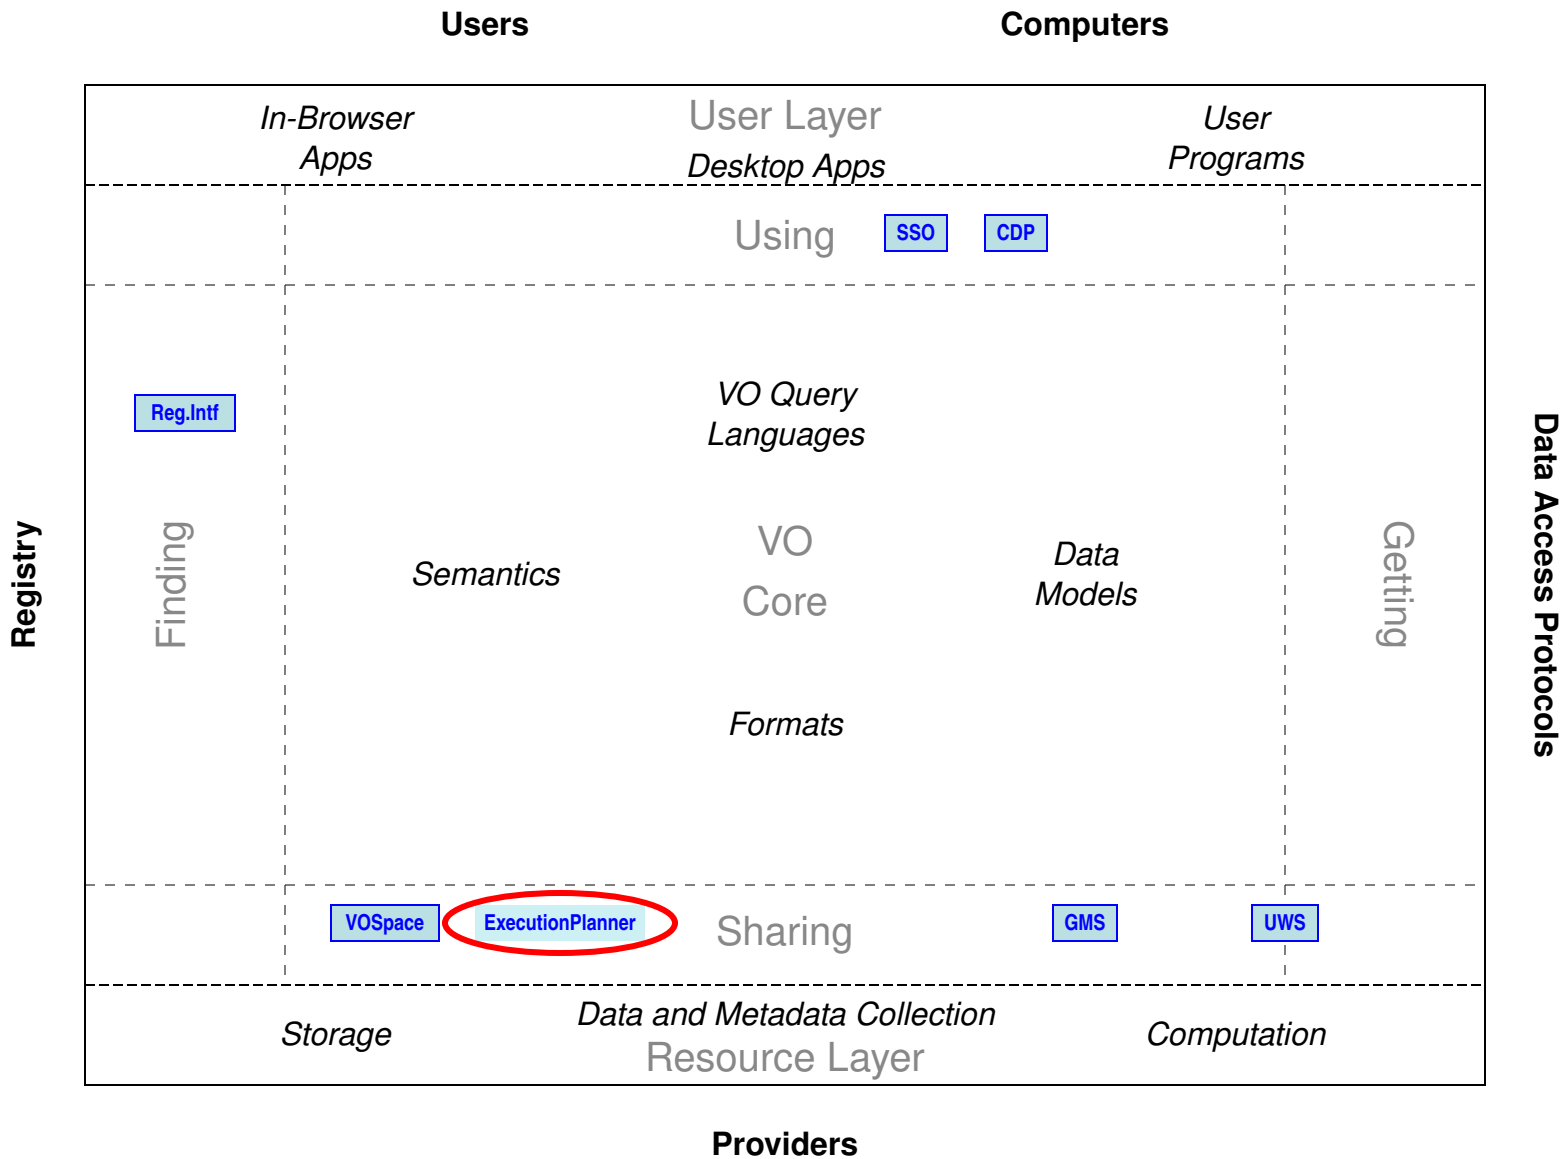 Users
Computers
In-Browser
Apps
User Layer
Desktop Apps
User
Programs
Using
SSO
CDP
Reg.Intf
VO Query
Languages
Registry
Finding
Semantics
VO
Core
Data
Models
Getting
Data Access Protocols
Formats
VOSpace
ExecutionPlanner
Sharing
GMS
UWS
Storage
Data and Metadata Collection
Resource Layer
Computation
Providers